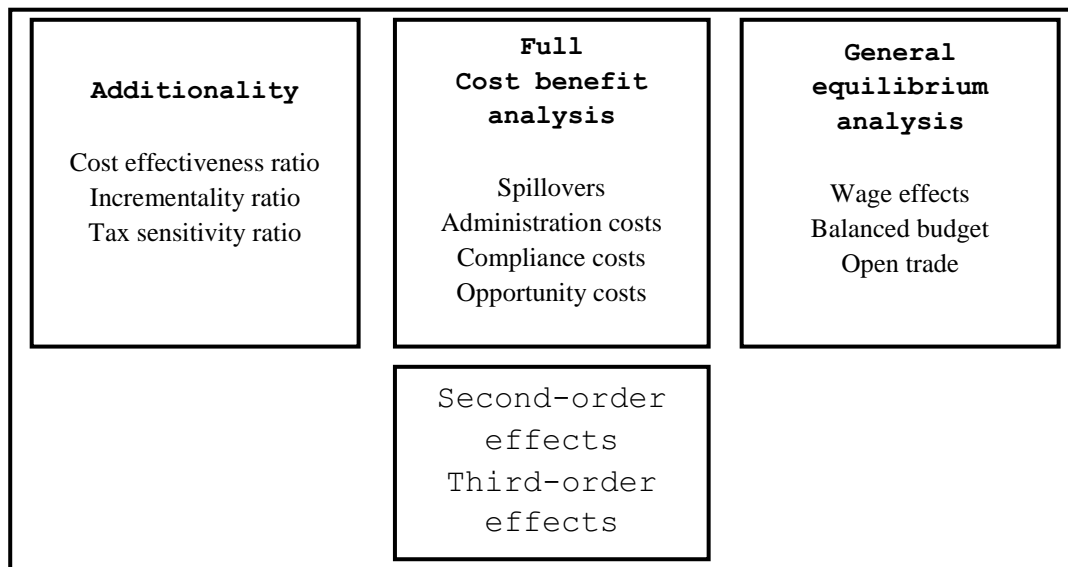 Additionality
Cost effectiveness ratio
Incrementality ratio
Tax sensitivity ratio
Full
Cost benefit
analysis
Spillovers
Administration costs
Compliance costs
Opportunity costs
General
equilibrium
analysis
Wage effects
Balanced budget
Open trade
Second-order
effects
Third-order
effects